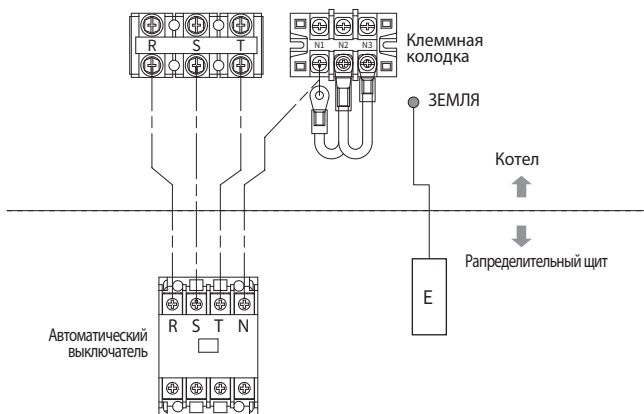 R S T
N1 N2 N3
Клеммная
колодка
ЗЕМЛЯ
Котел
Рапределительный щит
E
R S T N
Автоматический
выключатель